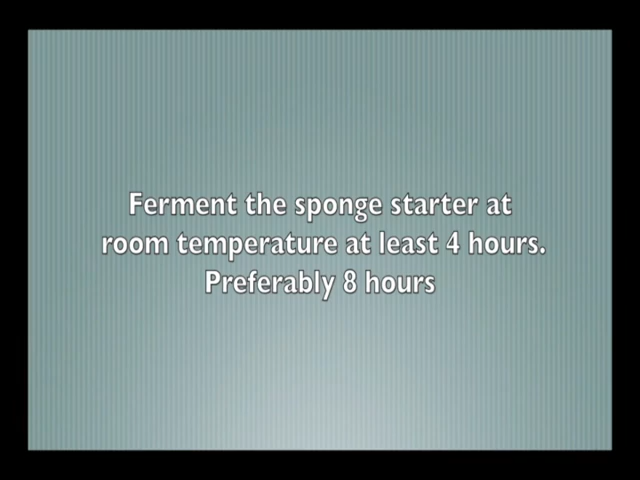 Ferment the sponge starter at
room temperature at least 4 hours.
Preferably 8 hours